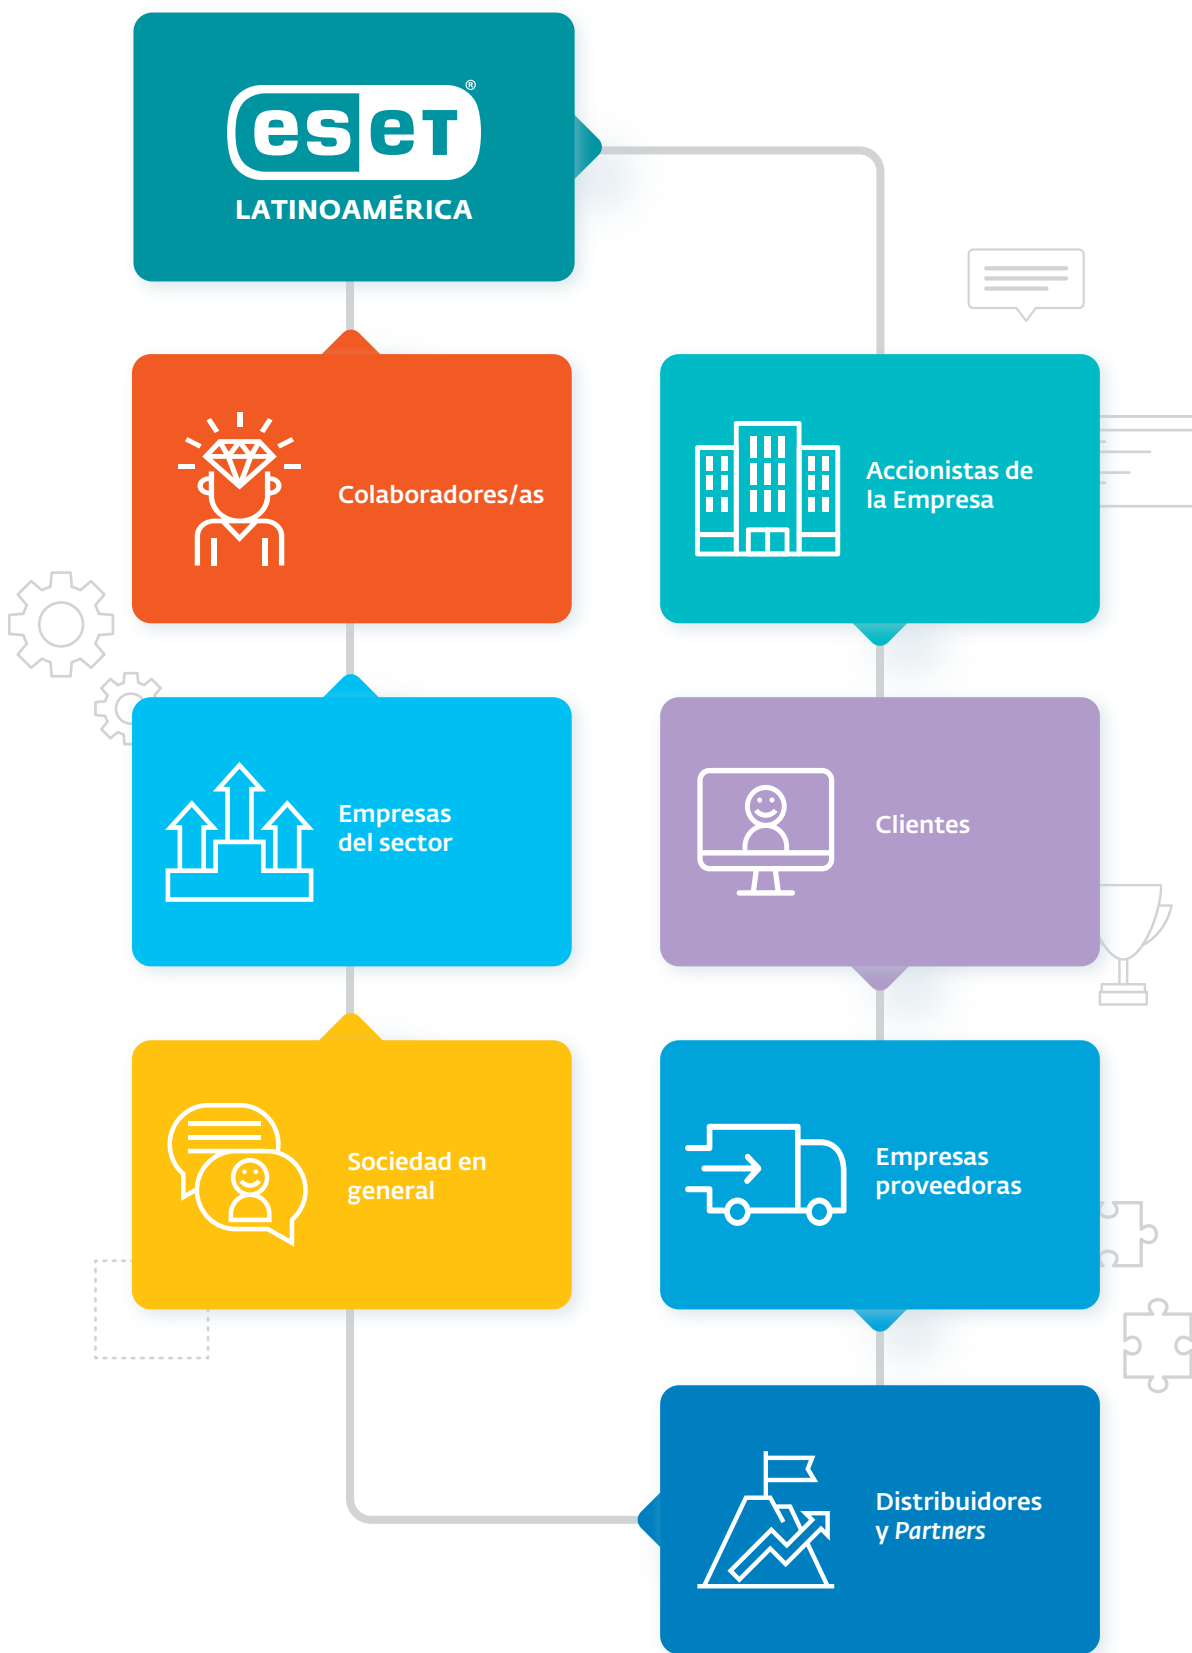 eset®
LATINOAMÉRICA
Colaboradores/as
Accionistas de
la Empresa
Empresas
del sector
Clientes
Sociedad en
general
Empresas
proveedoras
Distribuidores
y Partners